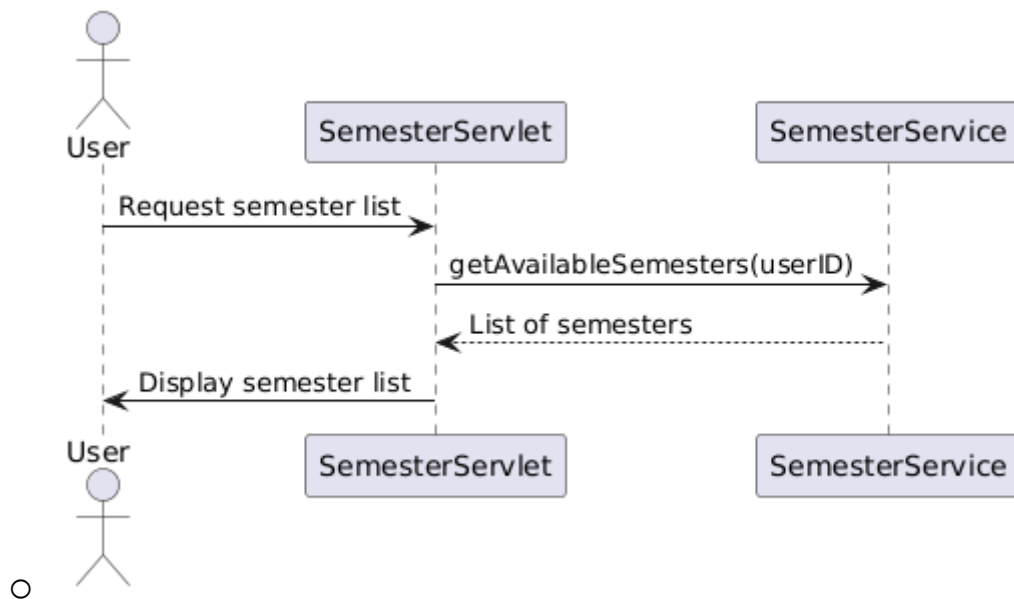 User
SemesterServlet
SemesterService
Request semester list
getAvailableSemesters(userID)
List of semesters
Display semester list
User
SemesterServlet
SemesterService